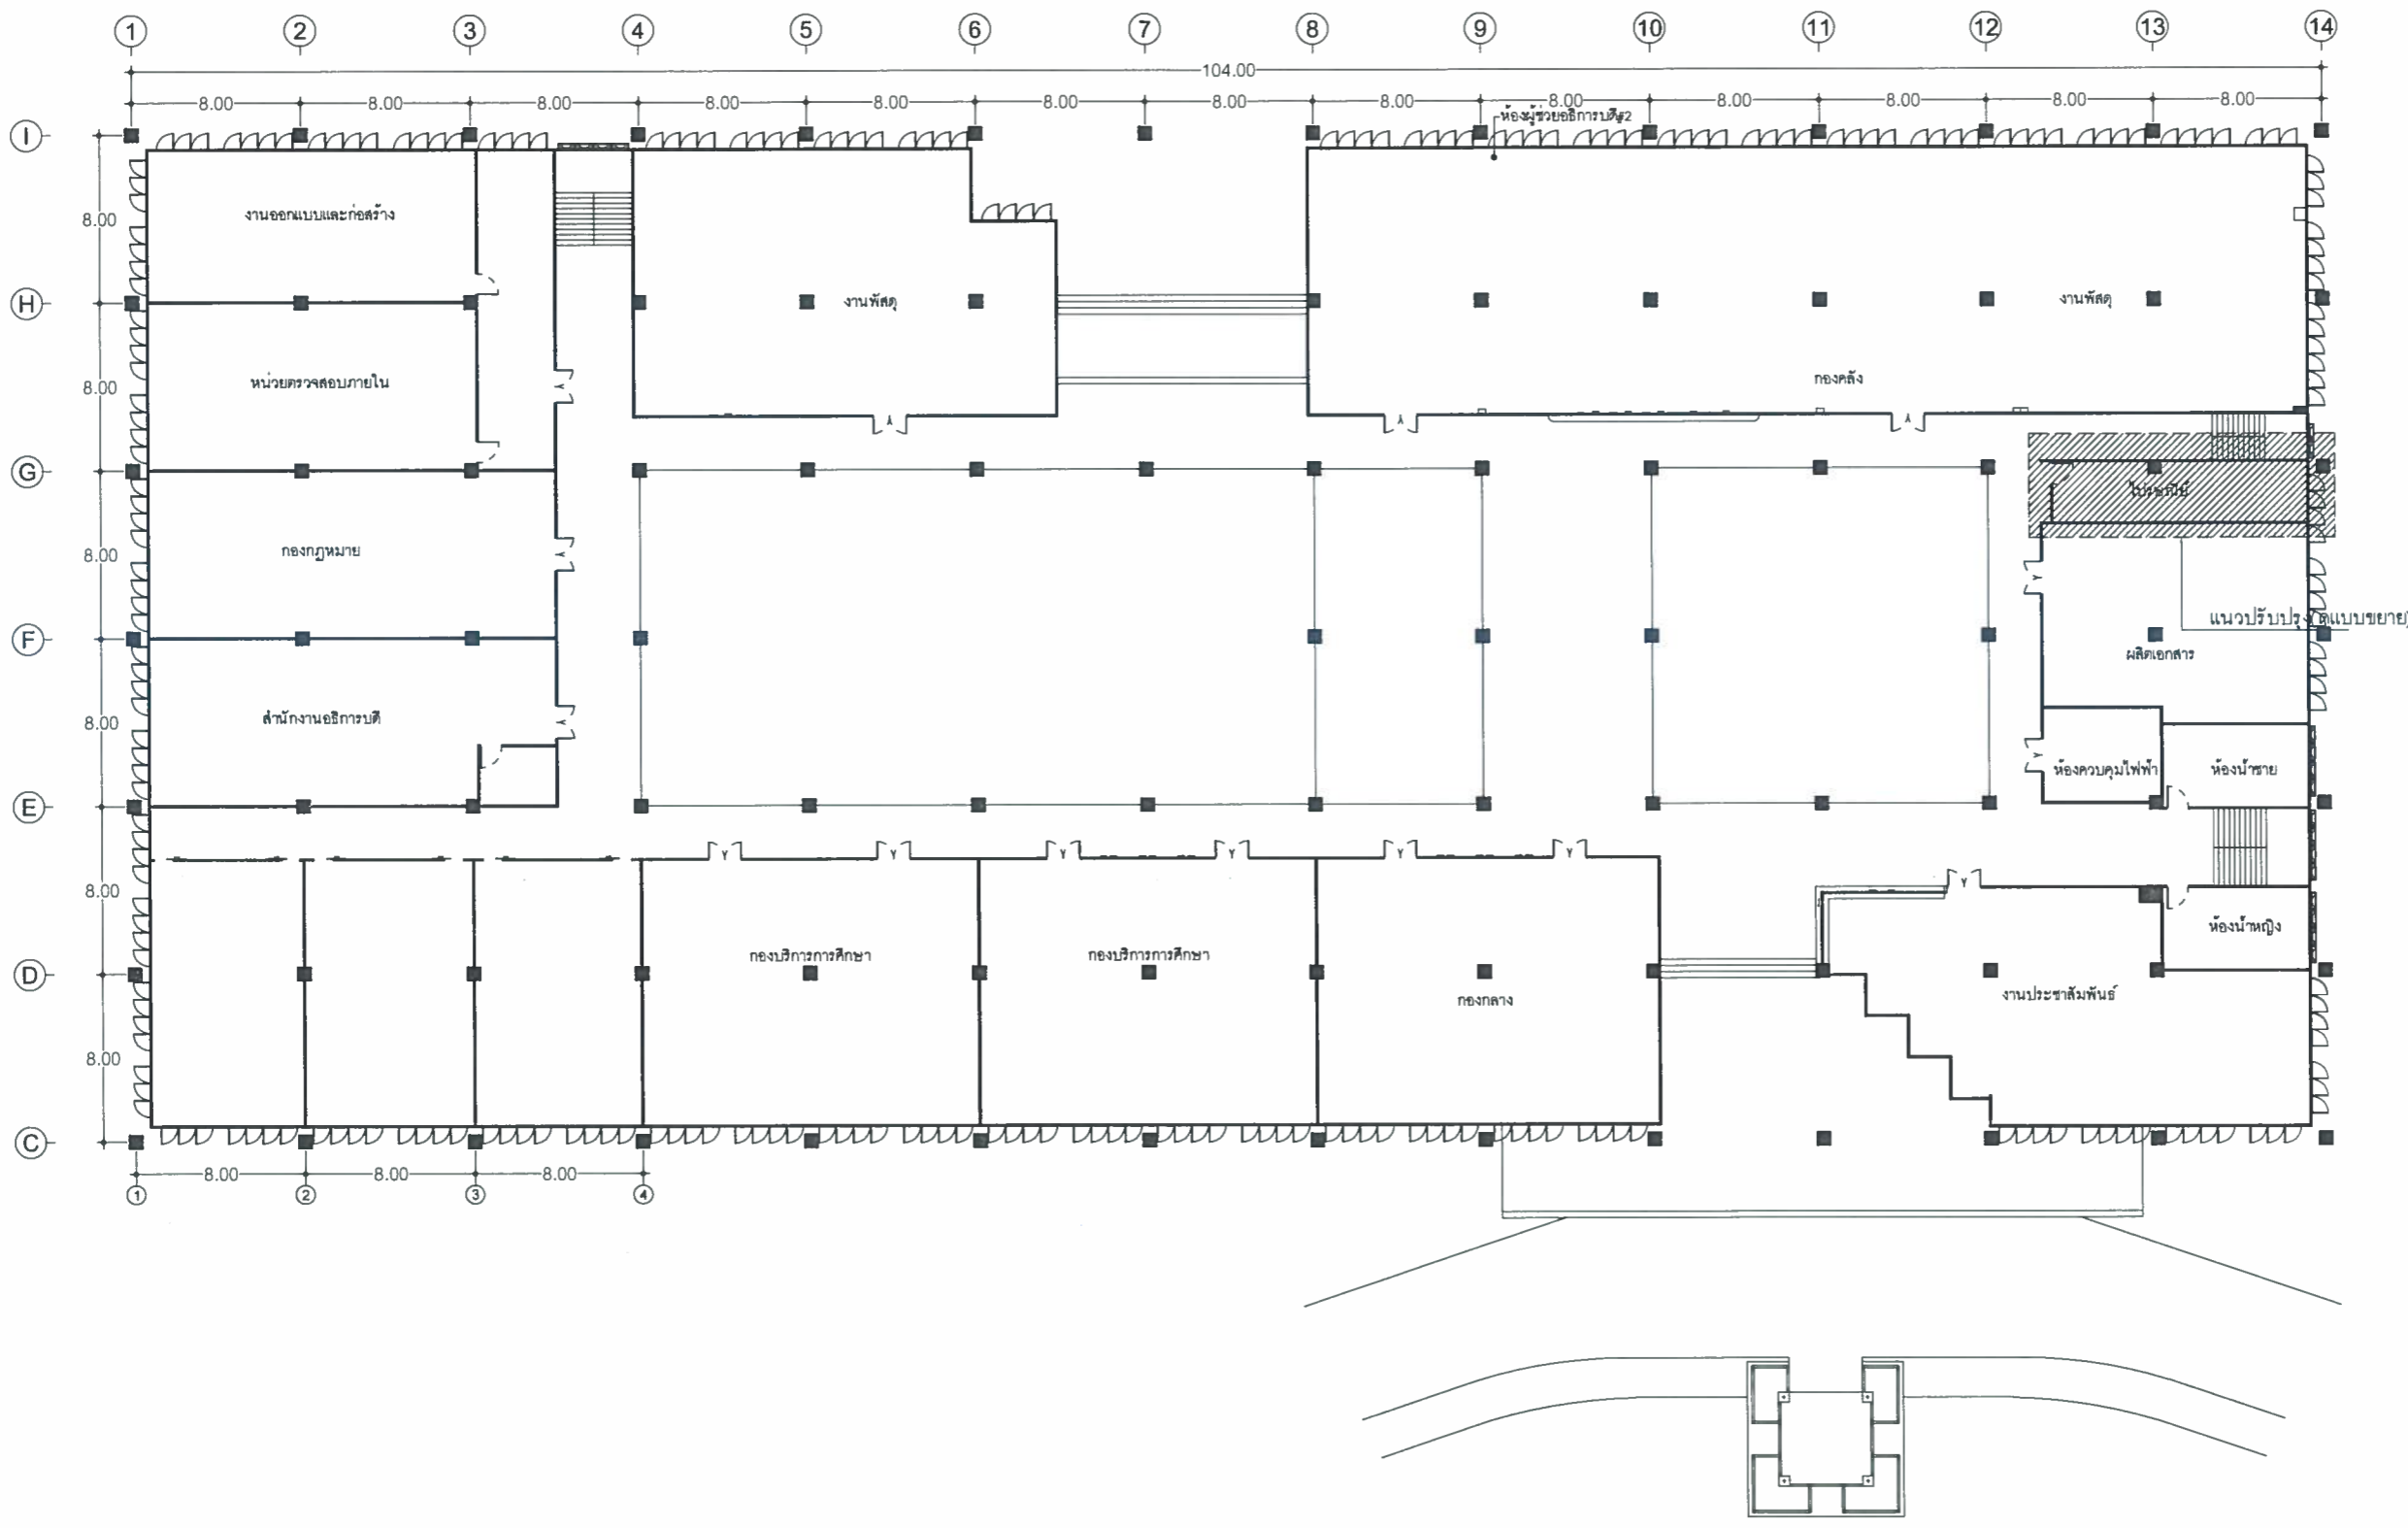 1 2 3 4 5 6 7 8 9 10 11 12 13 14
104.00
8.00 8.00 8.00 8.00 8.00 8.00 8.00 8.00 8.00 8.00 8.00 8.00 8.00
I
ห้องผู้ช่วยอธิการบดี
8.00
งานออกแบบและก่อสร้าง
H
งานพัสดุ
งานพัสดุ
8.00
หน่วยตรวจสอบภายใน
กองคลัง
G
ไปรษณีย์
8.00
กองกฎหมาย
F
แนวปรับปรุง
ผลิตเอกสาร
8.00
สำนักงานอธิการบดี
ห้องควบคุมไฟฟ้า
ห้องน้ำชาย
E
8.00
ห้องน้ำหญิง
กองบริการการศึกษา
กองบริการการศึกษา
D
กองกลาง
งานประชาสัมพันธ์
8.00
C
8.00 8.00 8.00
1 2 3 4